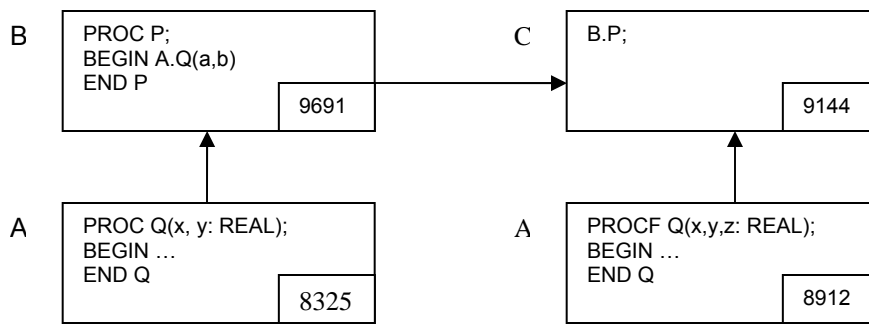 B
PROC P;
BEGIN A.Q(a,b)
END P
9691
C
B.P;
9144
A
PROC Q(x, y: REAL);
BEGIN …
END Q
8325
A
PROCF Q(x,y,z: REAL);
BEGIN …
END Q
8912